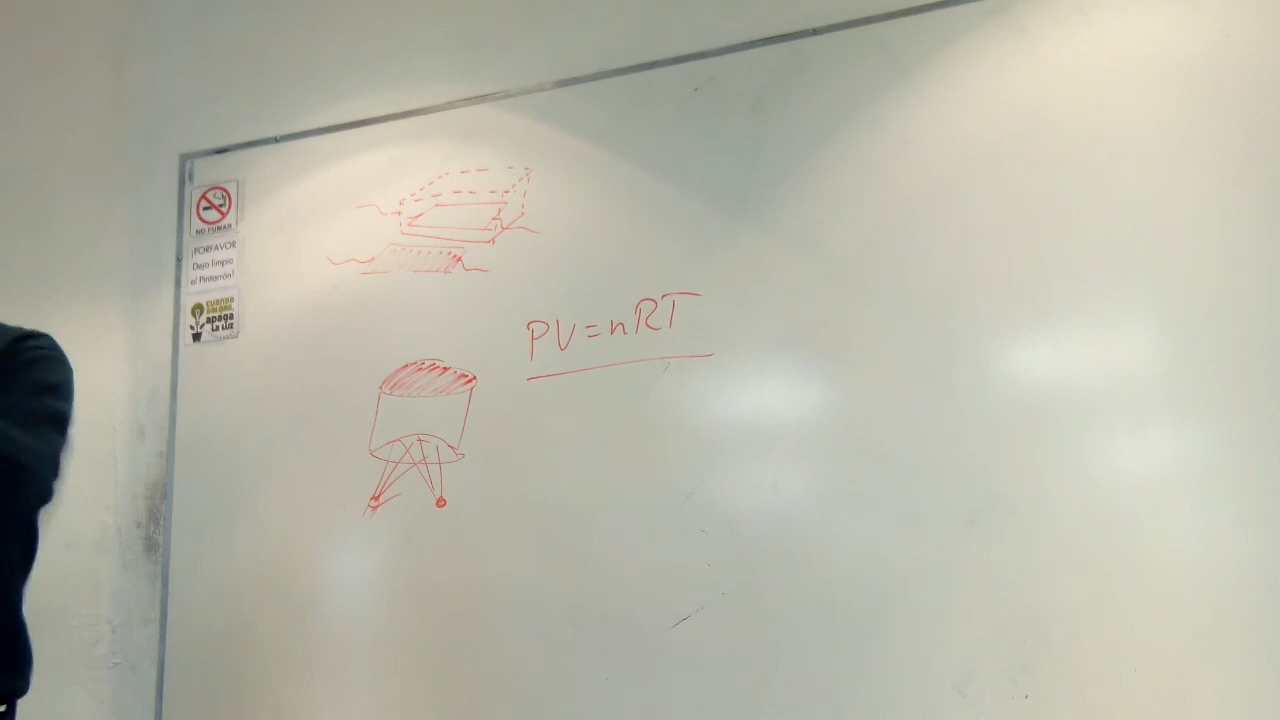 NO FUMAR
¡PORFAVOR
Deja limpio
el Pintarrón!
CUANDO
SALGAS,
apaga
LA LUZ
PV=nRT